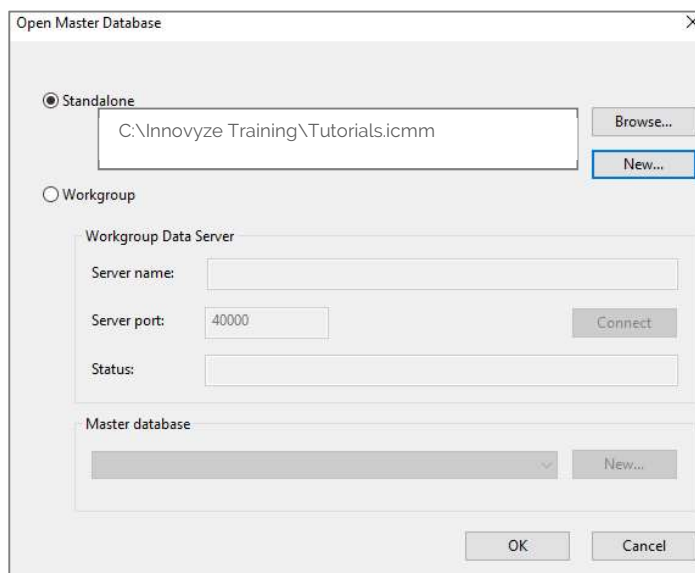 Open Master Database
Standalone
C:\Innovyze Training\Tutorials.icmm
Browse...
New...
Workgroup
Workgroup Data Server
Server name:
Server port:
40000
Connect
Status:
Master database
New...
OK
Cancel